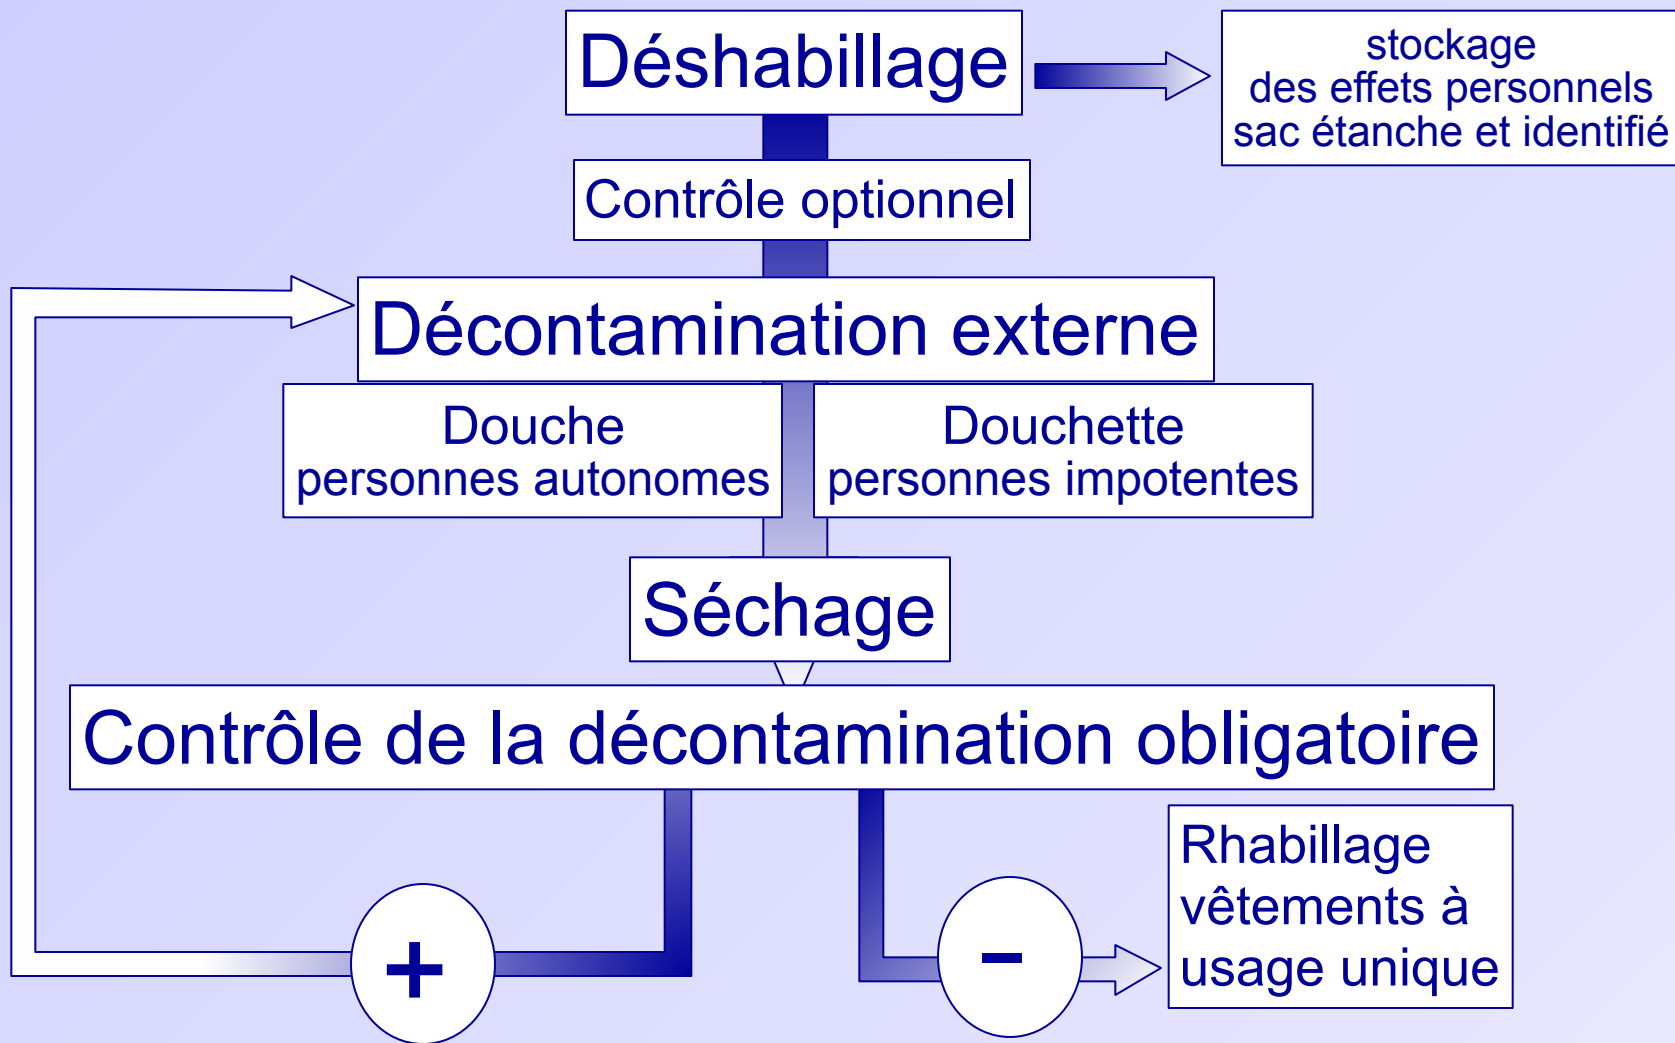 Déshabillage
stockage
des effets personnels
sac étanche et identifié
Contrôle optionnel
Décontamination externe
Douche
personnes autonomes
Douchette
personnes impotentes
Séchage
Contrôle de la décontamination obligatoire
+
-
Rhabillage
vêtements à
usage unique